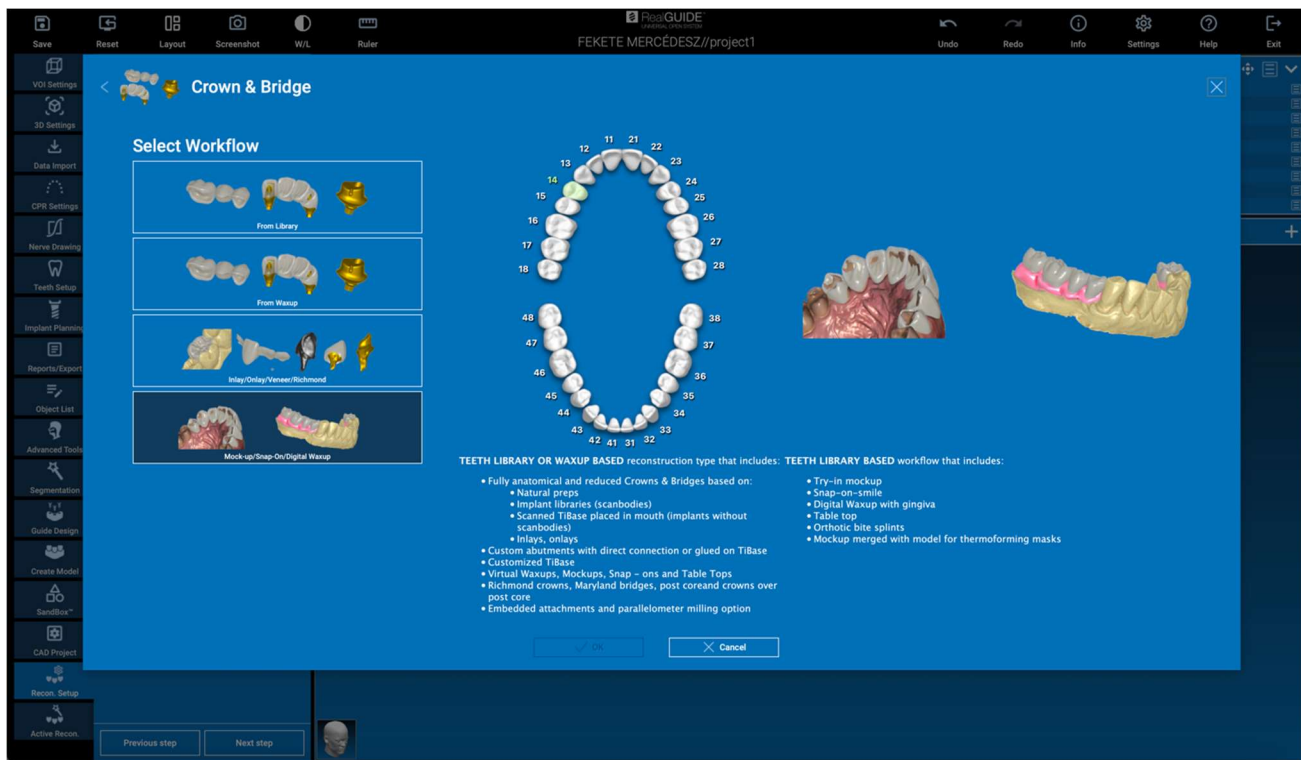 RealGUIDE™
UNIVERSAL OPEN SYSTEM
Save
Reset
Layout
Screenshot
W/L
Ruler
FEKETE MERCÉDESZ//project1
Undo
Redo
Info
Settings
Help
Exit
VOI Settings
3D Settings
Data Import
CPR Settings
Nerve Drawing
Teeth Setup
Implant Planning
Reports/Export
Object List
Advanced Tools
Segmentation
Guide Design
Create Model
SandBox™
CAD Project
Recon. Setup
Active Recon.
Crown & Bridge
Select Workflow
From Library
From Waxup
Inlay/Onlay/Veneer/Richmond
Mock-up/Snap-On/Digital Waxup
11 21
12 22
13 23
14 24
15 25
16 26
17 27
18 28
48 38
47 37
46 36
45 35
44 34
43 33
42 41 31 32
TEETH LIBRARY OR WAXUP BASED reconstruction type that includes:
• Fully anatomical and reduced Crowns & Bridges based on:
• Natural preps
• Implant libraries (scanbodies)
• Scanned TiBase placed in mouth (implants without
scanbodies)
• Inlays, onlays
• Custom abutments with direct connection or glued on TiBase
• Customized TiBase
• Virtual Waxups, Mockups, Snap – ons and Table Tops
• Richmond crowns, Maryland bridges, post coreand crowns over
post core
• Embedded attachments and parallelometer milling option
TEETH LIBRARY BASED workflow that includes:
• Try-in mockup
• Snap-on-smile
• Digital Waxup with gingiva
• Table top
• Orthotic bite splints
• Mockup merged with model for thermoforming masks
OK
Cancel
Previous step
Next step